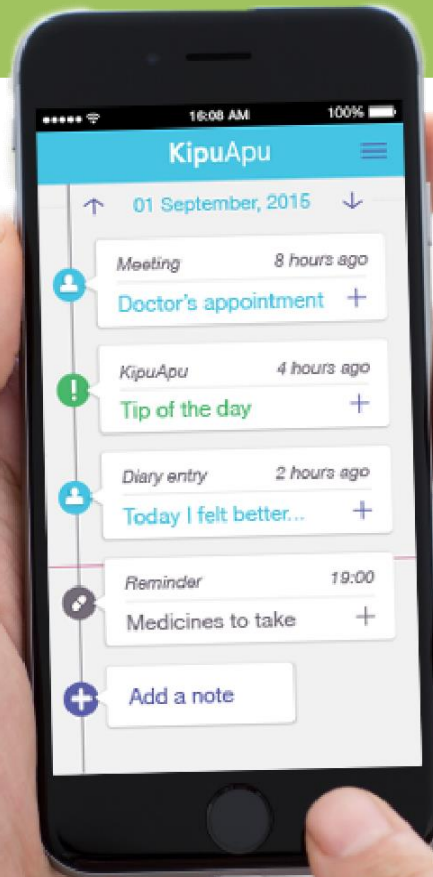 16:08 AM 100%
KipuApu
01 September, 2015
Meeting 8 hours ago
Doctor's appointment
KipuApu 4 hours ago
Tip of the day
Diary entry 2 hours ago
Today I felt better...
Reminder 19:00
Medicines to take
Add a note